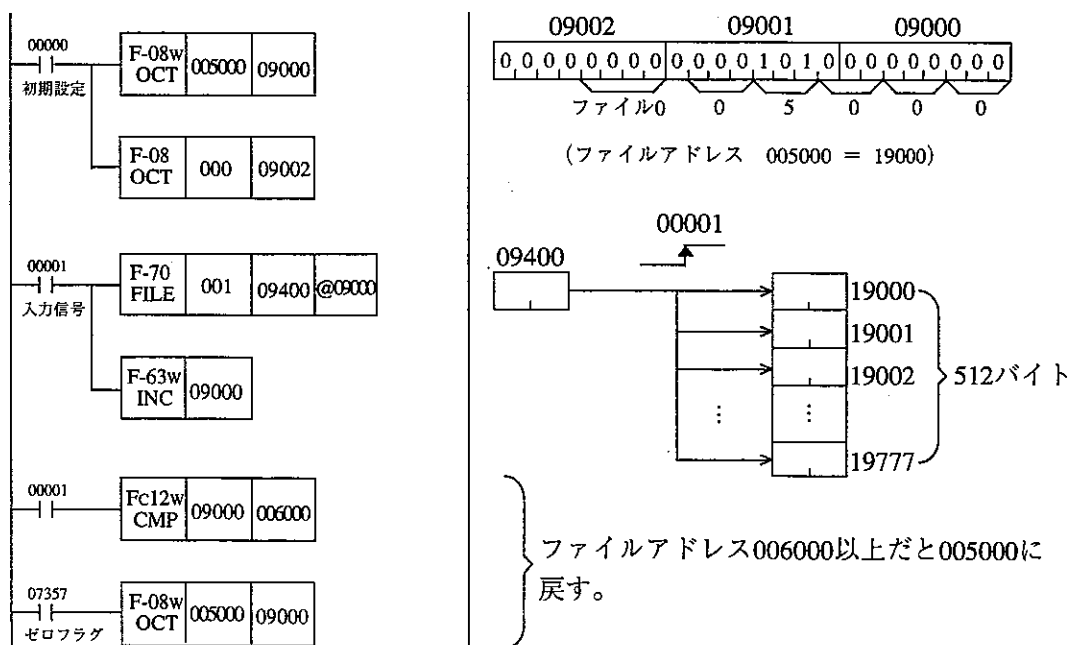 00000
初期設定
F-08w
OCT
005000
09000
F-08
OCT
000
09002
00001
入力信号
F-70
FILE
001
09400
@09000
F-63w
INC
09000
00001
Fc12w
CMP
09000
006000
07357
ゼロフラグ
F-08w
OCT
005000
09000
09002 09001 09000
0 0 0 0 0 0 0 0 0 0 0 0 1 0 1 0 0 0 0 0 0 0 0 0
ファイル0 0 5 0 0 0
(ファイルアドレス 005000 = 19000)
00001
09400
19000
19001
19002
⋮ ⋮
19777
512バイト
ファイルアドレス006000以上だと005000に
戻す。